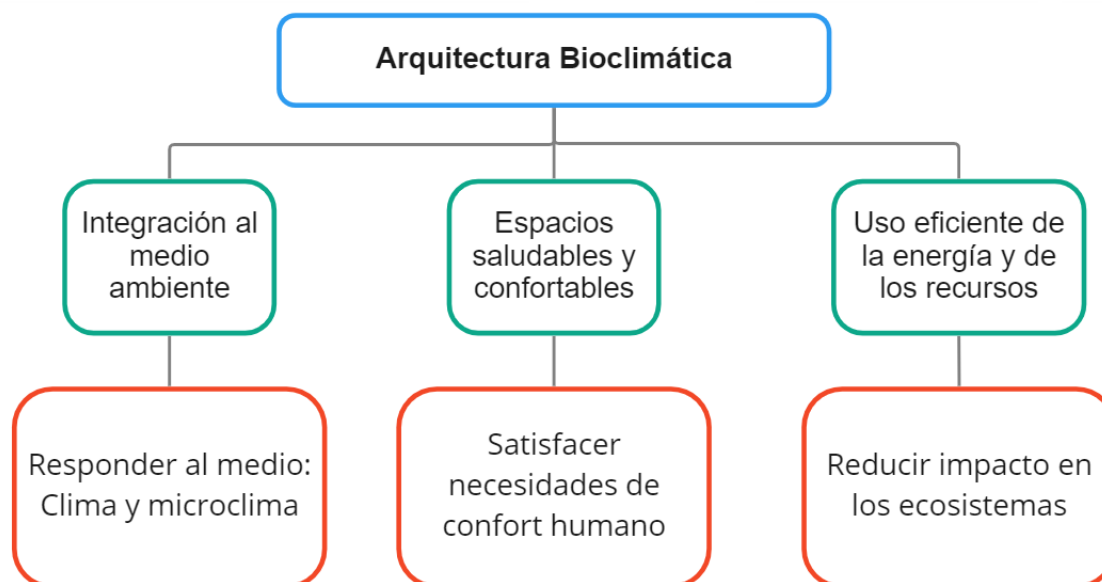 Arquitectura Bioclimática
Integración al
medio
ambiente
Espacios
saludables y
confortables
Uso eficiente de
la energía y de
los recursos
Responder al medio:
Clima y microclima
Satisfacer
necesidades de
confort humano
Reducir impacto en
los ecosistemas